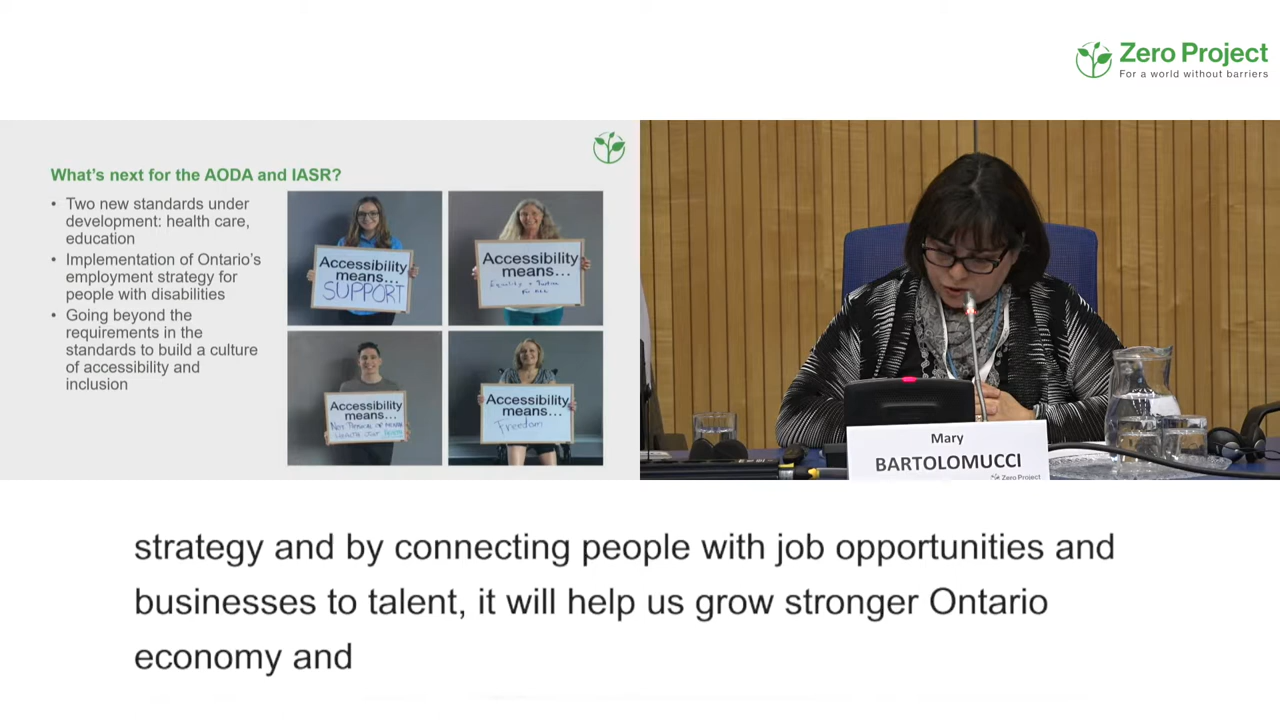 Zero Project
For a world without barriers
What's next for the AODA and IASR?
• Two new standards under
development: health care,
education
• Implementation of Ontario's
employment strategy for
people with disabilities
• Going beyond the
requirements in the
standards to build a culture
of accessibility and
inclusion
Accessibility
means...
SUPPORT
Accessibility
means...
Equality + Justice
for all
Accessibility
means...
Accessibility
means...
Freedom
Mary
BARTOLOMUCCI
Zero Project
strategy and by connecting people with job opportunities and
businesses to talent, it will help us grow stronger Ontario
economy and